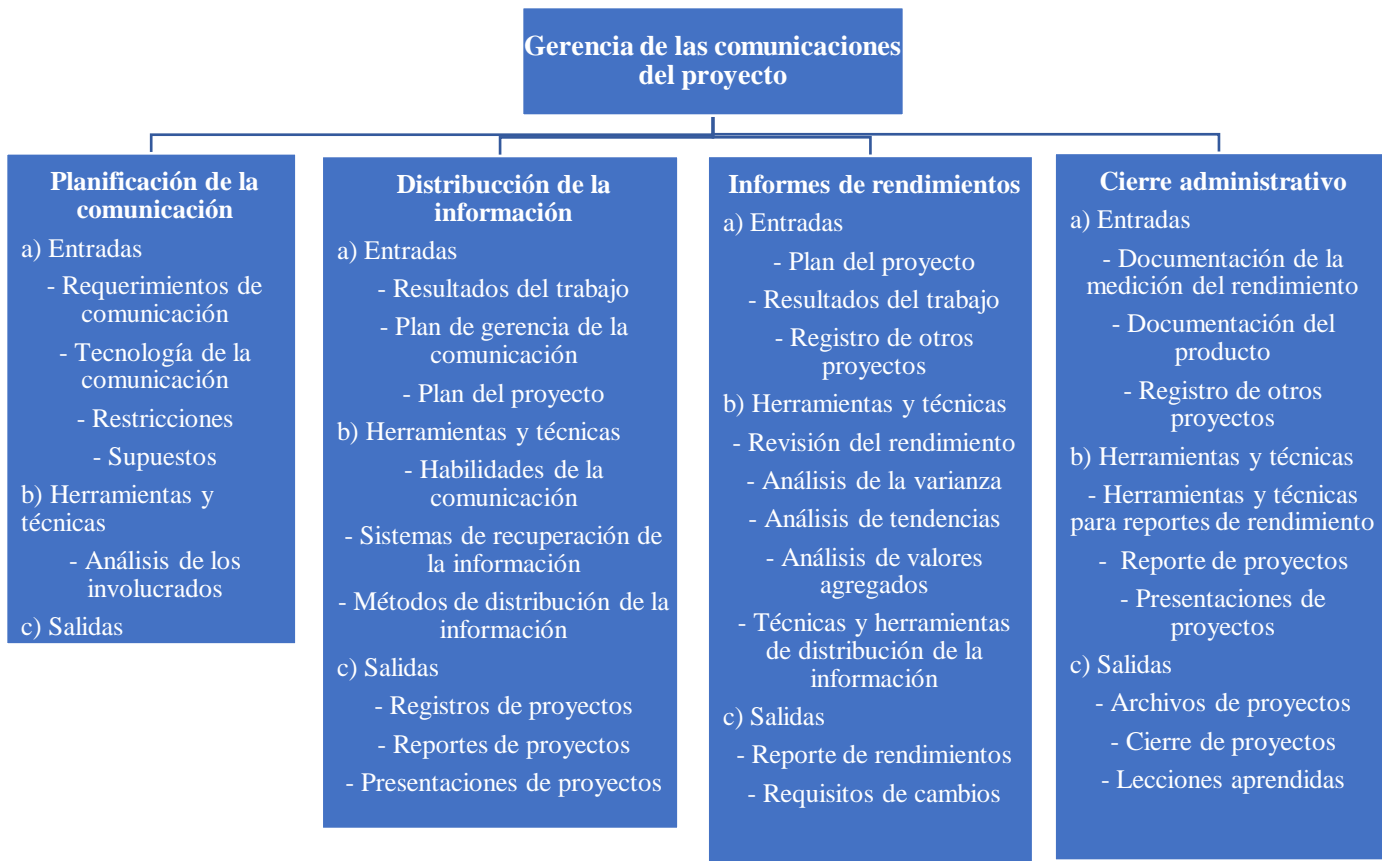 Gerencia de las comunicaciones
del proyecto
Planificación de la
comunicación
a) Entradas
- Requerimientos de
comunicación
- Tecnología de la
comunicación
- Restricciones
- Supuestos
b) Herramientas y
técnicas
- Análisis de los
involucrados
c) Salidas
Distribucción de la
información
a) Entradas
- Resultados del trabajo
- Plan de gerencia de la
comunicación
- Plan del proyecto
b) Herramientas y técnicas
- Habilidades de la
comunicación
- Sistemas de recuperación de
la información
- Métodos de distribución de la
información
c) Salidas
- Registros de proyectos
- Reportes de proyectos
- Presentaciones de proyectos
Informes de rendimientos
a) Entradas
- Plan del proyecto
- Resultados del trabajo
- Registro de otros
proyectos
b) Herramientas y técnicas
- Revisión del rendimiento
- Análisis de la varianza
- Análisis de tendencias
- Análisis de valores
agregados
- Técnicas y herramientas
de distribución de la
información
c) Salidas
- Reporte de rendimientos
- Requisitos de cambios
Cierre administrativo
a) Entradas
- Documentación de la
medición del rendimiento
- Documentación del
producto
- Registro de otros
proyectos
b) Herramientas y técnicas
- Herramientas y técnicas
para reportes de rendimiento
- Reporte de proyectos
- Presentaciones de
proyectos
c) Salidas
- Archivos de proyectos
- Cierre de proyectos
- Lecciones aprendidas